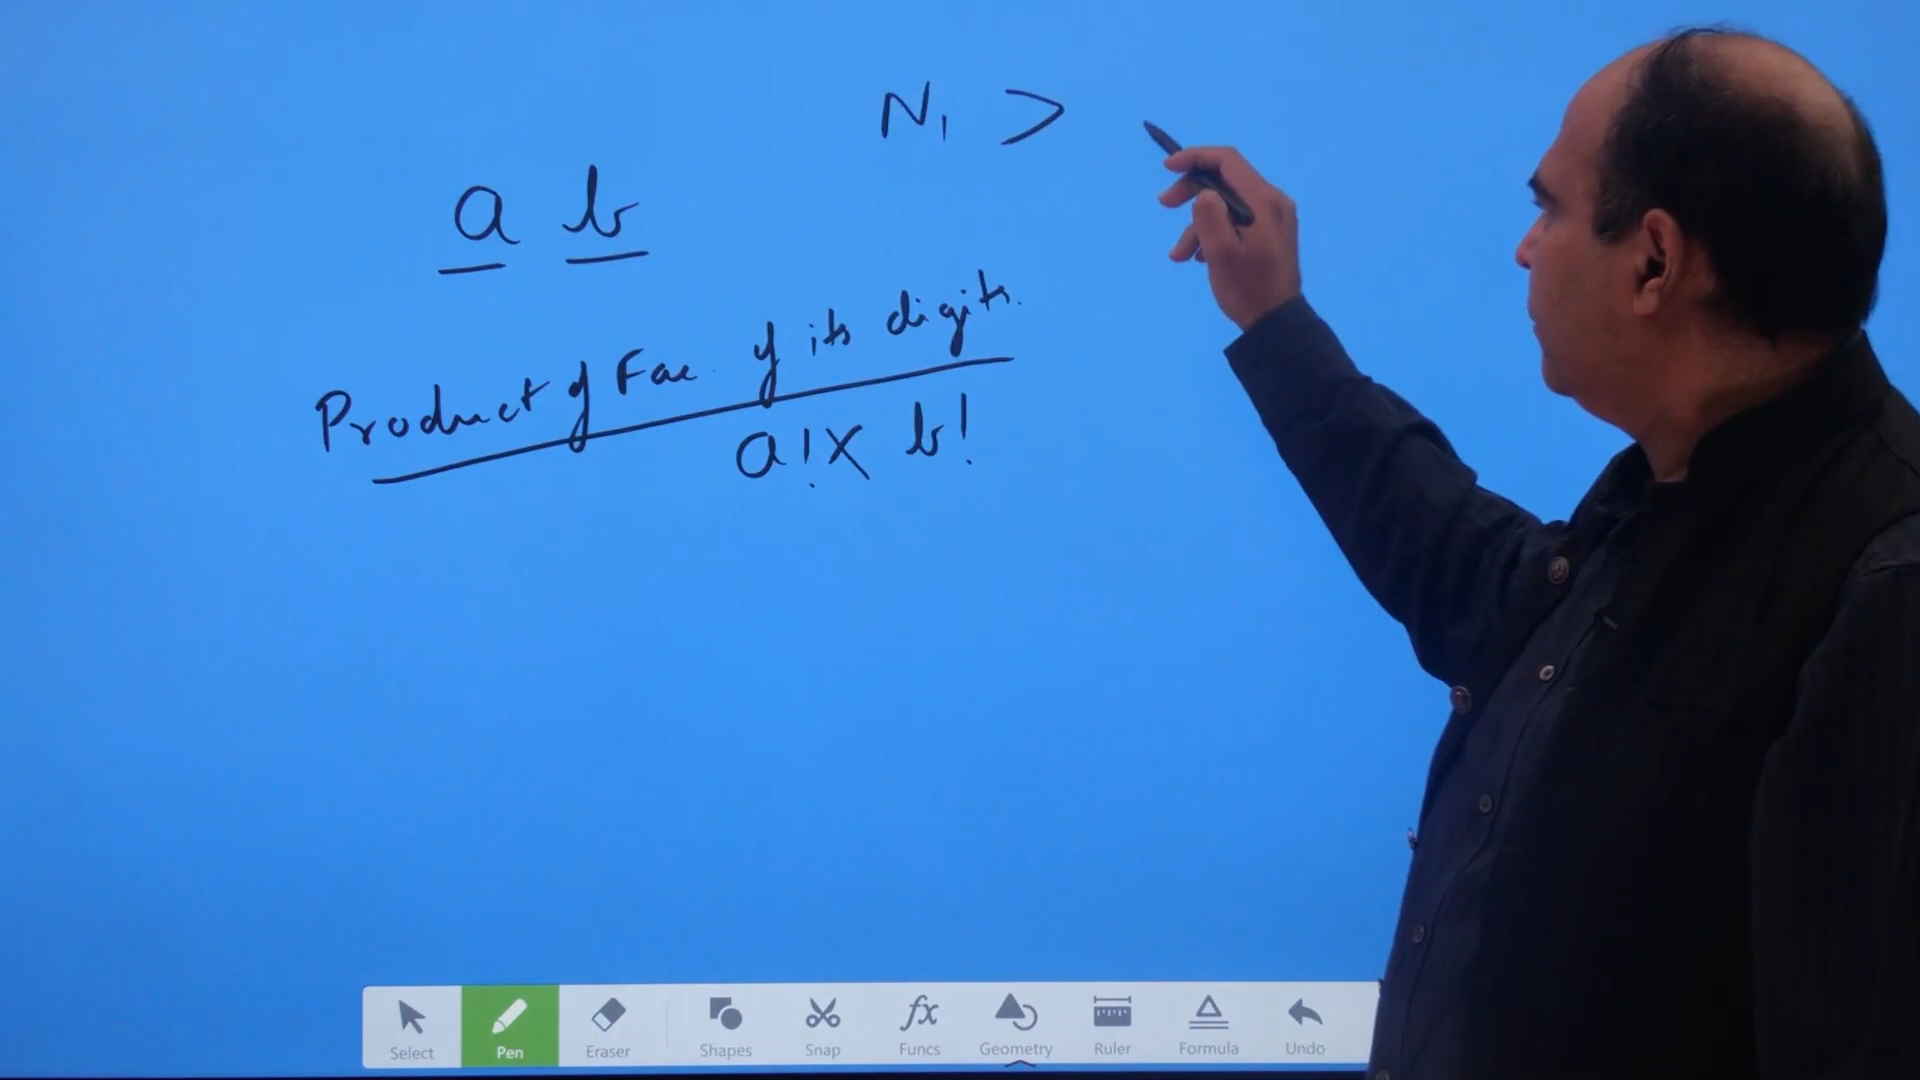 N₁ >
a b
Product of Fac. of its digits.
a! x b!
Select Pen Eraser Shapes Snap Funcs Geometry Ruler Formula Undo